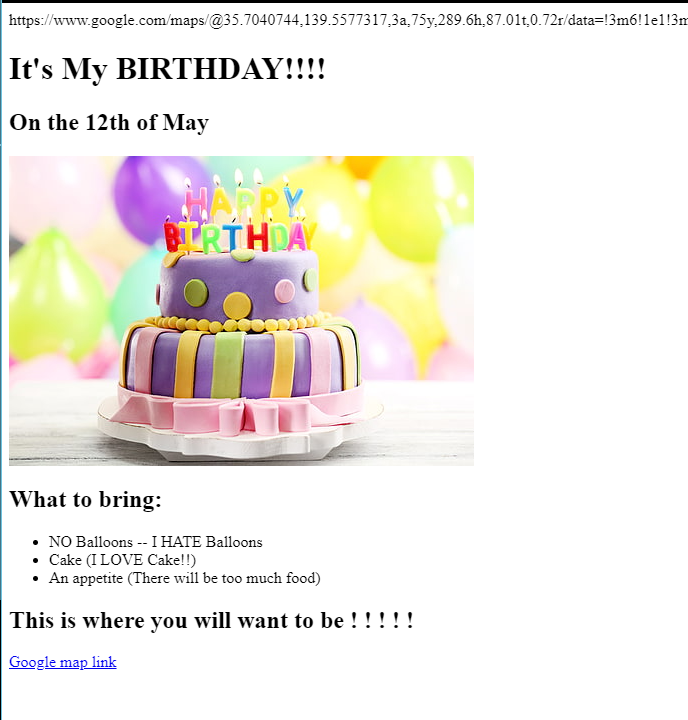 https://www.google.com/maps/@35.7040744,139.5577317,3a,75y,289.6h,87.01t,0.72r/data=!3m6!1e1!3m
It's My BIRTHDAY!!!!
On the 12th of May
HAPPY
BIRTHDAY
What to bring:
NO Balloons -- I HATE Balloons
Cake (I LOVE Cake!!)
An appetite (There will be too much food)
This is where you will want to be ! ! ! ! !
Google map link